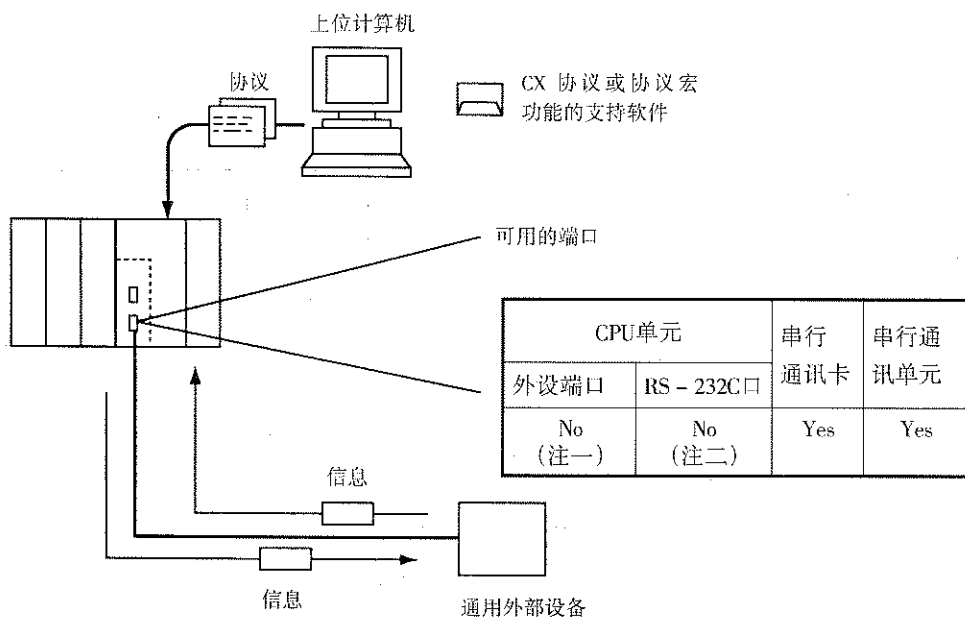 上位计算机
协议
CX 协议或协议宏
功能的支持软件
可用的端口
CPU单元
串行
通讯卡
串行通
讯单元
外设端口
RS－232C口
No
(注一)
No
(注二)
Yes
Yes
信息
信息
通用外部设备